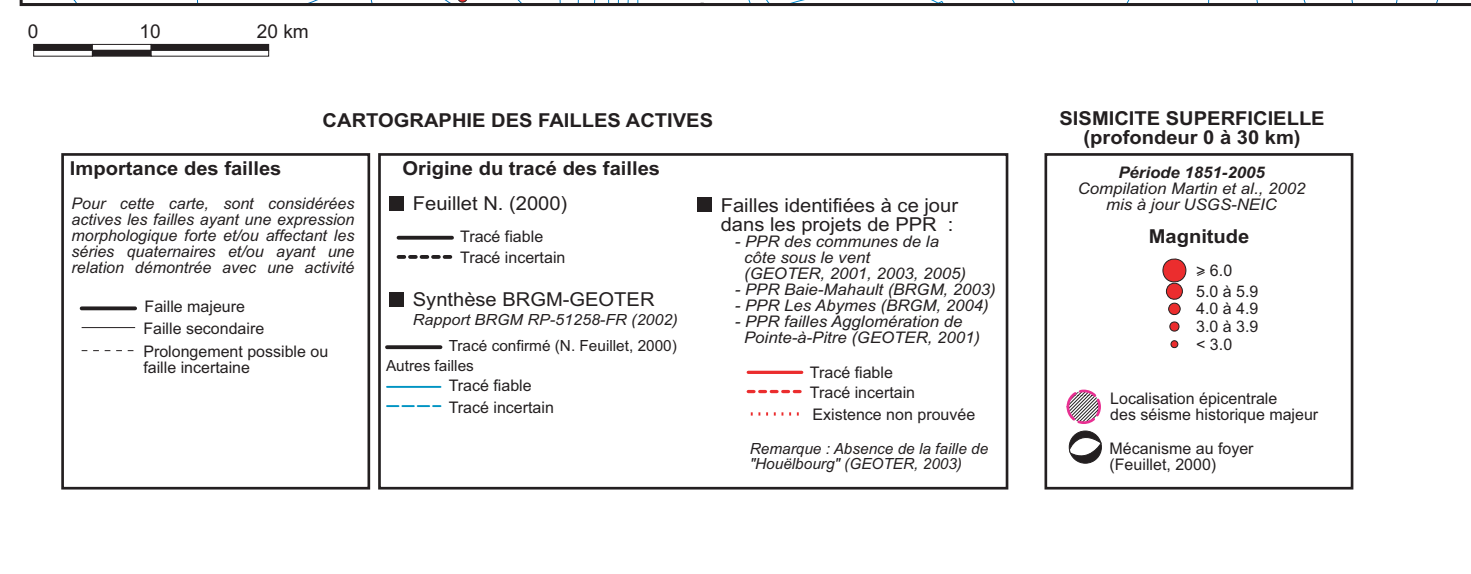 0 10 20 km
CARTOGRAPHIE DES FAILLES ACTIVES
Importance des failles
Pour cette carte, sont considérées
actives les failles ayant une expression
morphologique forte et/ou affectant les
séries quaternaires et/ou ayant une
relation démontrée avec une activité
Faille majeure
Faille secondaire
Prolongement possible ou
faille incertaine
Origine du tracé des failles
Feuillet N. (2000)
Tracé fiable
Tracé incertain
Synthèse BRGM-GEOTER
Rapport BRGM RP-51258-FR (2002)
Tracé confirmé (N. Feuillet, 2000)
Autres failles
Tracé fiable
Tracé incertain
Failles identifiées à ce jour
dans les projets de PPR :
- PPR des communes de la
côte sous le vent
(GEOTER, 2001, 2003, 2005)
- PPR Baie-Mahault (BRGM, 2003)
- PPR Les Abymes (BRGM, 2004)
- PPR failles Agglomération de
Pointe-à-Pitre (GEOTER, 2001)
Tracé fiable
Tracé incertain
Existence non prouvée
Remarque : Absence de la faille de
"Houëlbourg" (GEOTER, 2003)
SISMICITE SUPERFICIELLE
(profondeur 0 à 30 km)
Période 1851-2005
Compilation Martin et al., 2002
mis à jour USGS-NEIC
Magnitude
⩾ 6.0
5.0 à 5.9
4.0 à 4.9
3.0 à 3.9
< 3.0
Localisation épicentrale
des séisme historique majeur
Mécanisme au foyer
(Feuillet, 2000)